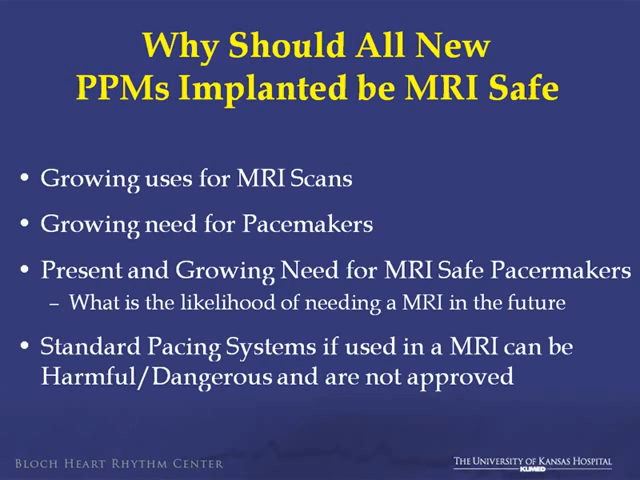 Why Should All New
PPMs Implanted be MRI Safe
• Growing uses for MRI Scans
• Growing need for Pacemakers
• Present and Growing Need for MRI Safe Pacermakers
– What is the likelihood of needing a MRI in the future
• Standard Pacing Systems if used in a MRI can be
Harmful/Dangerous and are not approved
Bloch Heart Rhythm Center
The University of Kansas Hospital
KUMED